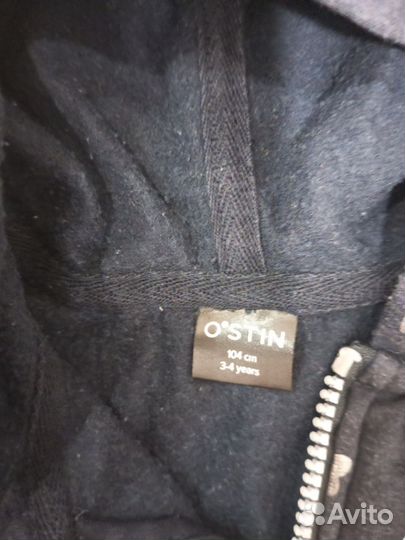 O'STIN
104 cm
3-4 years
Avito